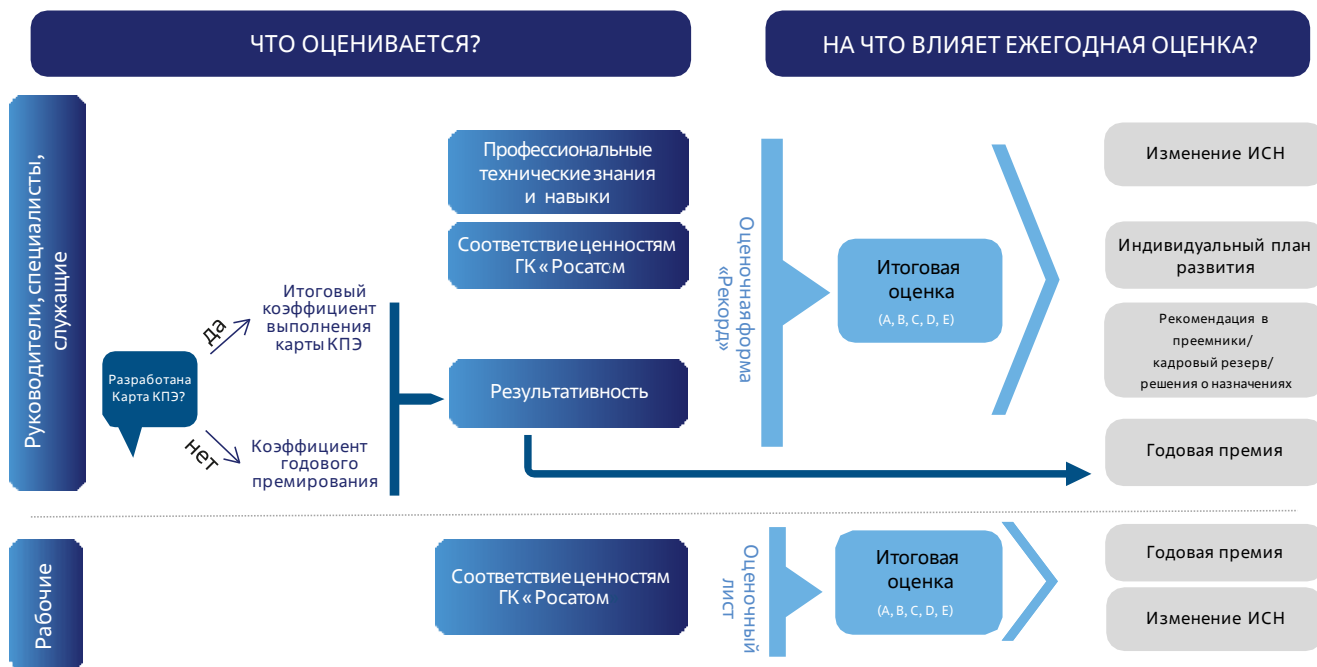 ЧТО ОЦЕНИВАЕТСЯ?
НА ЧТО ВЛИЯЕТ ЕЖЕГОДНАЯ ОЦЕНКА?
Руководители, специалисты,
служащие
Разработана
Карта КПЭ?
да
нет
Итоговый
коэффициент
выполнения
карты КПЭ
Коэффициент
годового
премирования
Профессиональные
технические знания
и навыки
Соответствие ценностям
ГК « Росатом
Результативность
Оценочная форма
«Рекорд»
Итоговая
оценка
(A, B, C, D, E)
Изменение ИСН
Индивидуальный план
развития
Рекомендация в
преемники/
кадровый резерв/
решения о назначениях
Годовая премия
Рабочие
Соответствие ценностям
ГК « Росатом
Оценочный
лист
Итоговая
оценка
(A, B, C, D, E)
Годовая премия
Изменение ИСН